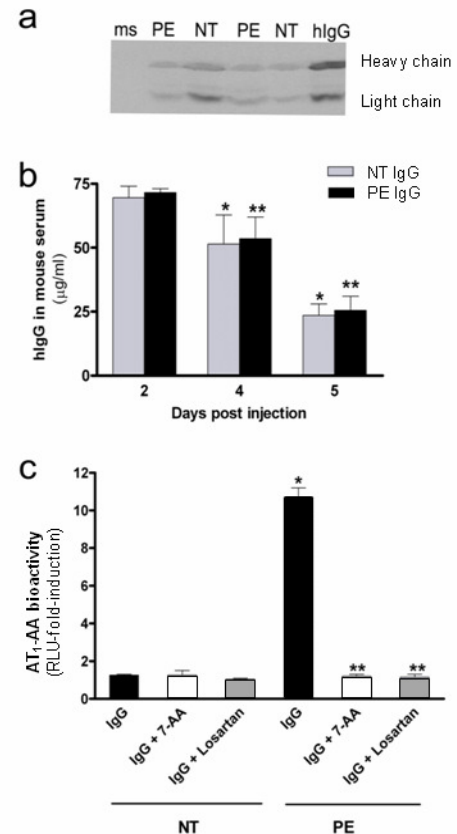 a
ms PE NT PE NT hIgG
Heavy chain
Light chain
b
NT IgG
PE IgG
75
50
25
0
hIgG in mouse serum
(μg/ml)
* ** * **
2 4 5
Days post injection
c
12
10
8
6
4
2
0
AT1-AA bioactivity
(RLU-fold-induction)
* ** **
IgG
IgG + 7-AA
IgG + Losartan
IgG
IgG + 7-AA
IgG + Losartan
NT PE